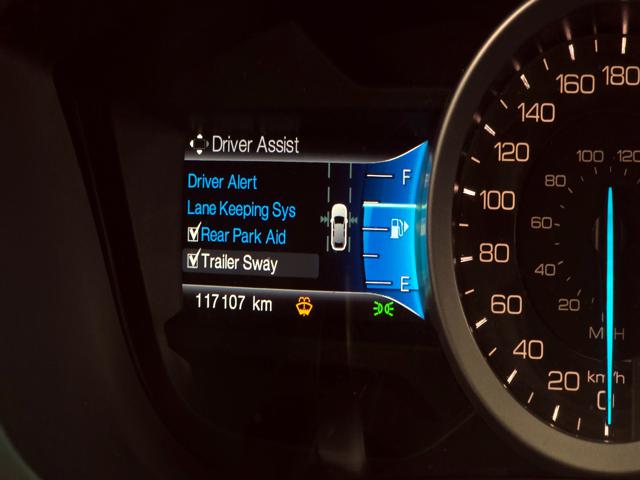 Driver Assist
Driver Alert
Lane Keeping Sys
Rear Park Aid
Trailer Sway
117107 km
F
E
180
160
140
120
100
80
60
40
20
0
km/h
120
100
80
60
40
20
MPH